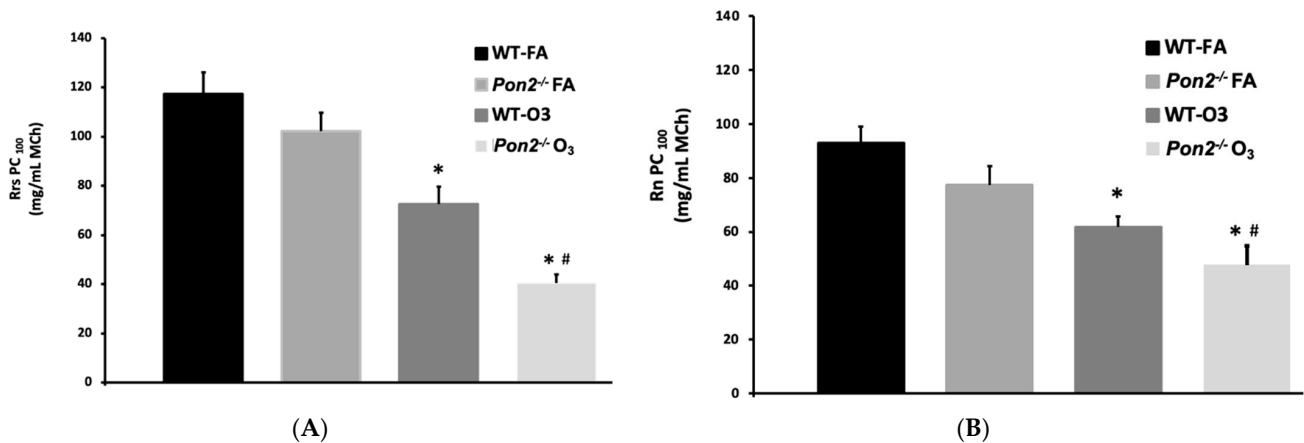 Rrs PC 100
(mg/mL MCh)
140
120
100
80
60
40
20
0
WT-FA
Pon2-/- FA
WT-O3
Pon2-/- O3
*
* #
(A)
Rn PC 100
(mg/mL MCh)
140
120
100
80
60
40
20
0
WT-FA
Pon2-/- FA
WT-O3
Pon2-/- O3
*
* #
(B)